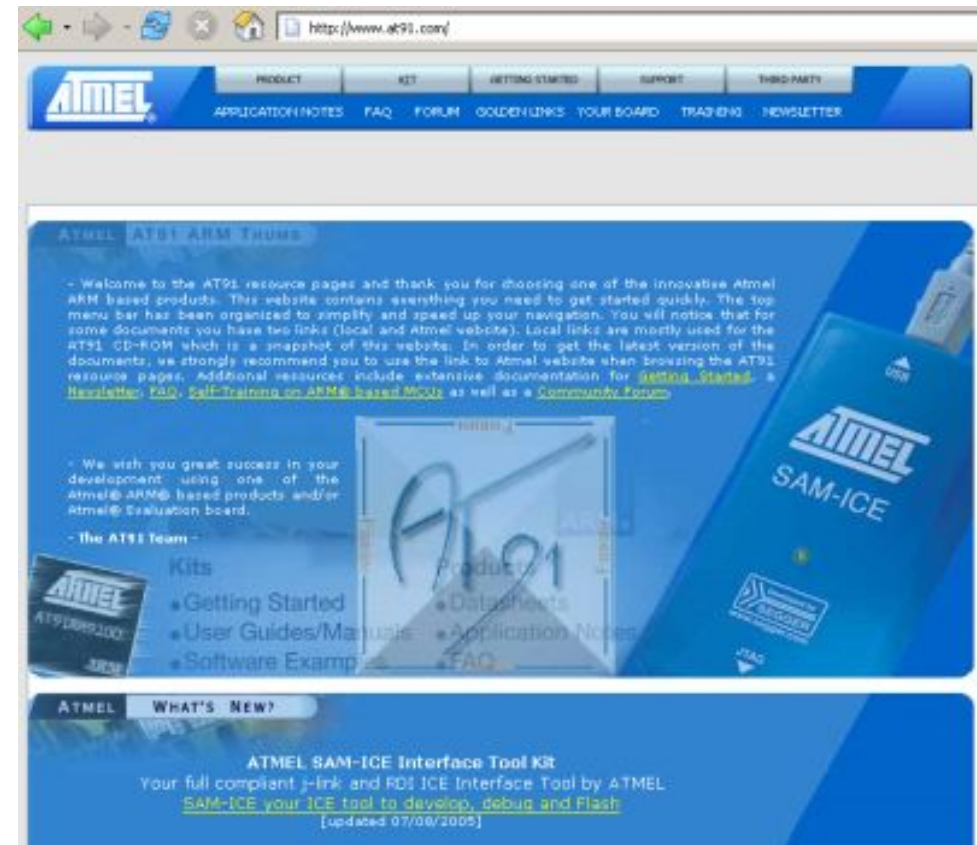 http://www.at91.com/
ATMEL
PRODUCT KIT GETTING STARTED SUPPORT THIRD PARTY
APPLICATION NOTES FAQ FORUM GOLDEN LINKS YOUR BOARD TRAINING NEWSLETTER
ATMEL AT91 ARM THUMB
- Welcome to the AT91 resource pages and thank you for choosing one of the innovative Atmel
ARM based products. This website contains everything you need to get started quickly. The top
menu bar has been organized to simplify and speed up your navigation. You will notice that for
some documents you have two links (local and Atmel website). Local links are mostly used for the
AT91 CD-ROM which is a snapshot of this website. In order to get the latest version of the
documents, we strongly recommend you to use the link to Atmel website when browsing the AT91
resource pages. Additional resources include extensive documentation for Getting Started, a
Newsletter, FAQ, Self-Training on ARM® based MCUs as well as a Community Forum.
- We wish you great success in your
development using one of the
Atmel® ARM® based products and/or
Atmel® Evaluation board.
- The AT91 Team -
AT91
Kits Products
Getting Started Datasheets
User Guides/Manuals Application Notes
Software Examples FAQ
ATMEL
ARM
USB
ATMEL
SAM-ICE
SEGGER
JTAG
ATMEL WHAT'S NEW?
ATMEL SAM-ICE Interface Tool Kit
Your full compliant j-link and RDI ICE Interface Tool by ATMEL
SAM-ICE your ICE tool to develop, debug and Flash
[updated 07/08/2005]